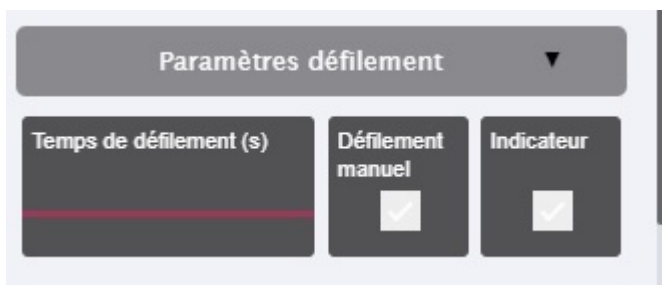 Paramètres défilement ▼
Temps de défilement (s)
Défilement
manuel
Indicateur